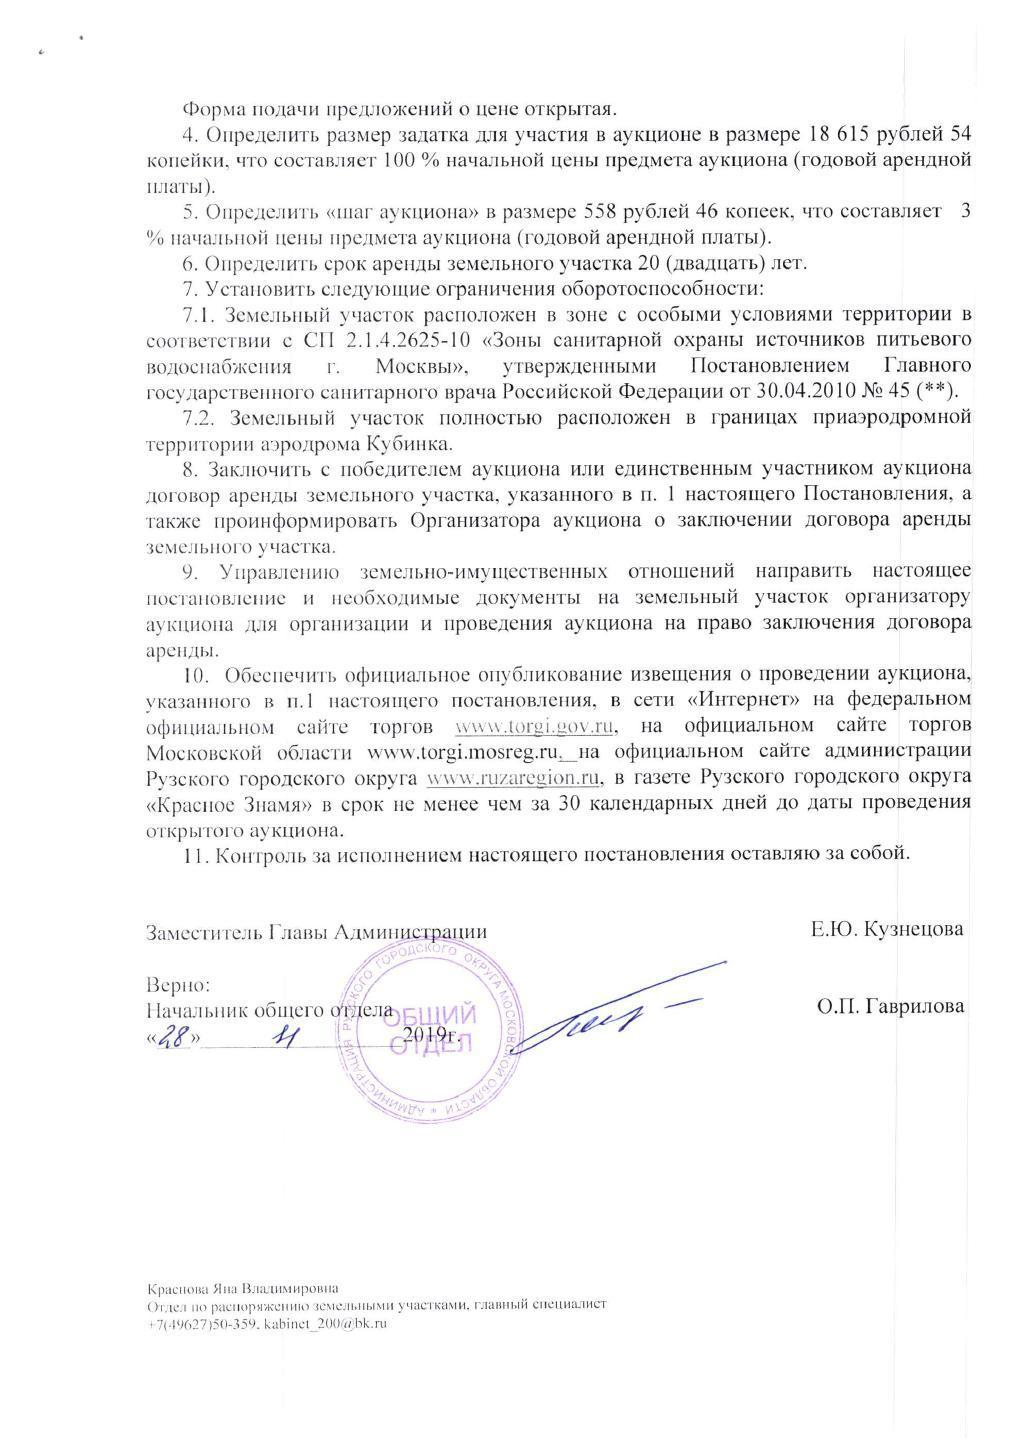 Форма подачи предложений о цене открытая.
4. Определить размер задатка для участия в аукционе в размере 18 615 рублей 54
копейки, что составляет 100 % начальной цены предмета аукциона (годовой арендной
платы).
5. Определить «шаг аукциона» в размере 558 рублей 46 копеек, что составляет 3
% начальной цены предмета аукциона (годовой арендной платы).
6. Определить срок аренды земельного участка 20 (двадцать) лет.
7. Установить следующие ограничения оборотоспособности:
7.1. Земельный участок расположен в зоне с особыми условиями территории в
соответствии с СП 2.1.4.2625-10 «Зоны санитарной охраны источников питьевого
водоснабжения г. Москвы», утвержденными Постановлением Главного
государственного санитарного врача Российской Федерации от 30.04.2010 № 45 (**).
7.2. Земельный участок полностью расположен в границах приаэродромной
территории аэродрома Кубинка.
8. Заключить с победителем аукциона или единственным участником аукциона
договор аренды земельного участка, указанного в п. 1 настоящего Постановления, а
также проинформировать Организатора аукциона о заключении договора аренды
земельного участка.
9. Управлению земельно-имущественных отношений направить настоящее
постановление и необходимые документы на земельный участок организатору
аукциона для организации и проведения аукциона на право заключения договора
аренды.
10. Обеспечить официальное опубликование извещения о проведении аукциона,
указанного в п.1 настоящего постановления, в сети «Интернет» на федеральном
официальном сайте торгов www.torgi.gov.ru, на официальном сайте торгов
Московской области www.torgi.mosreg.ru, на официальном сайте администрации
Рузского городского округа www.ruzaregion.ru, в газете Рузского городского округа
«Красное Знамя» в срок не менее чем за 30 календарных дней до даты проведения
открытого аукциона.
11. Контроль за исполнением настоящего постановления оставляю за собой.
Заместитель Главы Администрации Е.Ю. Кузнецова
Верно:
Начальник общего отдела О.П. Гаврилова
«28» 11 2019г.
АДМИНИСТРАЦИЯ РУЗСКОГО ГОРОДСКОГО ОКРУГА МОСКОВСКОЙ ОБЛАСТИ *
ОБЩИЙ
ОТДЕЛ
Краснова Яна Владимировна
Отдел по распоряжению земельными участками, главный специалист
+7(49627)50-359, kabinet_200@bk.ru